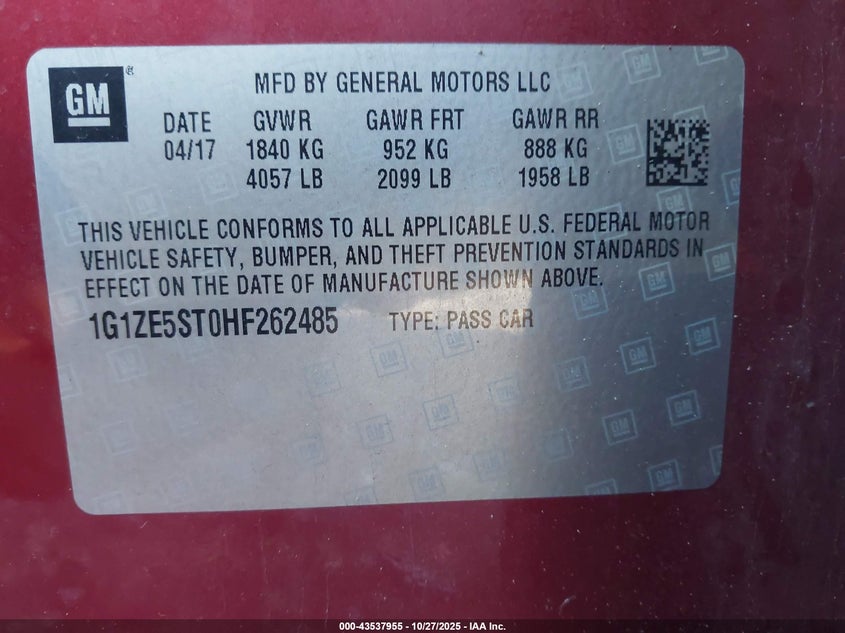 GM
MFD BY GENERAL MOTORS LLC
DATE GVWR GAWR FRT GAWR RR
04/17 1840 KG 952 KG 888 KG
4057 LB 2099 LB 1958 LB
THIS VEHICLE CONFORMS TO ALL APPLICABLE U.S. FEDERAL MOTOR
VEHICLE SAFETY, BUMPER, AND THEFT PREVENTION STANDARDS IN
EFFECT ON THE DATE OF MANUFACTURE SHOWN ABOVE.
1G1ZE5ST0HF262485 TYPE: PASS CAR
000-43537955 - 10/27/2025 - IAA Inc.